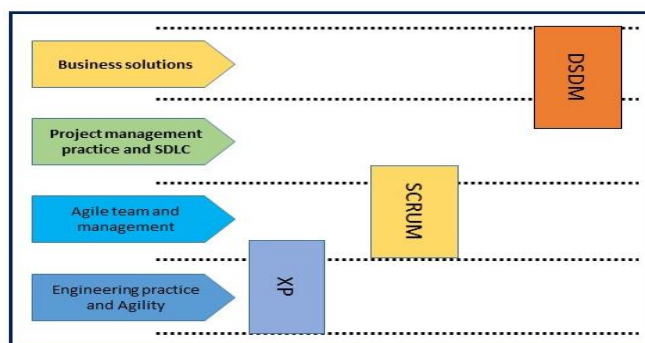 Business solutions
DSDM
Project management
practice and SDLC
SCRUM
Agile team and
management
XP
Engineering practice
and Agility